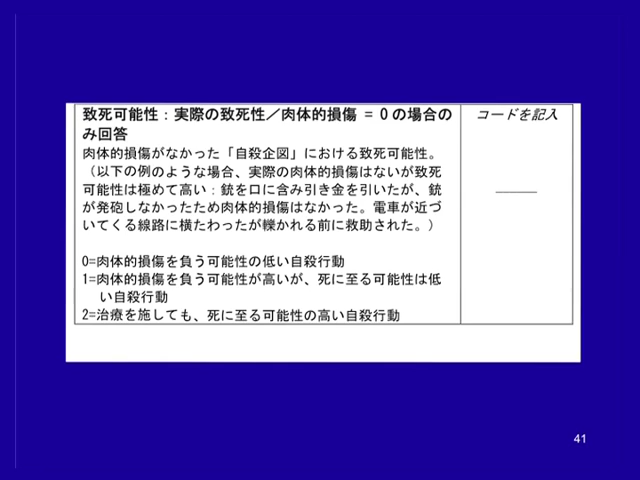 致死可能性：実際の致死性／肉体的損傷 = 0 の場合の
み回答
コードを記入
肉体的損傷がなかった「自殺企図」における致死可能性。
（以下の例のような場合、実際の肉体的損傷はないが致死
可能性は極めて高い：銃を口に含み引き金を引いたが、銃
が発砲しなかったため肉体的損傷はなかった。電車が近づ
いてくる線路に横たわったが轢かれる前に救助された。）
0=肉体的損傷を負う可能性の低い自殺行動
1=肉体的損傷を負う可能性が高いが、死に至る可能性は低
い自殺行動
2=治療を施しても、死に至る可能性の高い自殺行動
41